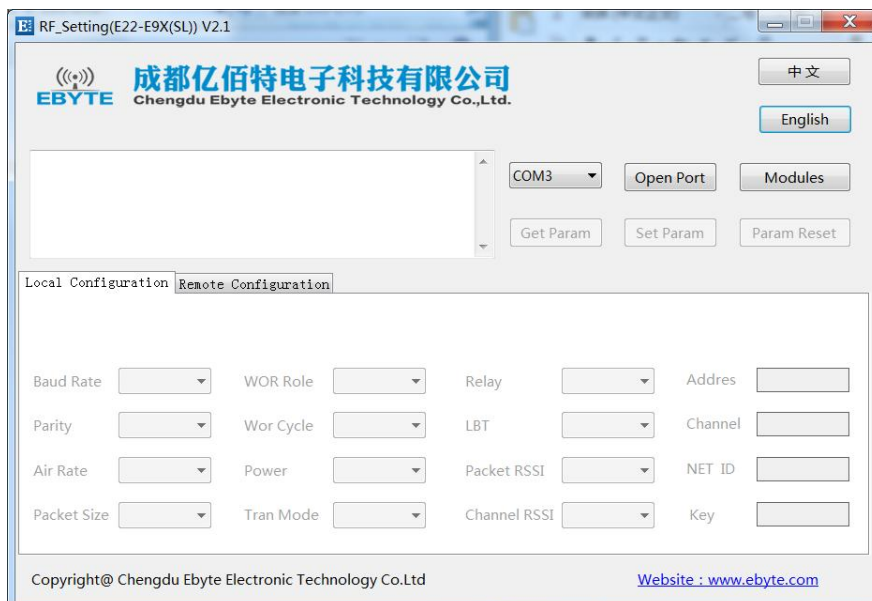 RF_Setting(E22-E9X(SL)) V2.1
EBYTE
成都亿佰特电子科技有限公司
Chengdu Ebyte Electronic Technology Co.,Ltd.
中文
English
COM3
Open Port
Modules
Get Param
Set Param
Param Reset
Local Configuration
Remote Configuration
Baud Rate
WOR Role
Relay
Addres
Parity
Wor Cycle
LBT
Channel
Air Rate
Power
Packet RSSI
NET ID
Packet Size
Tran Mode
Channel RSSI
Key
Copyright@ Chengdu Ebyte Electronic Technology Co.Ltd
Website : www.ebyte.com